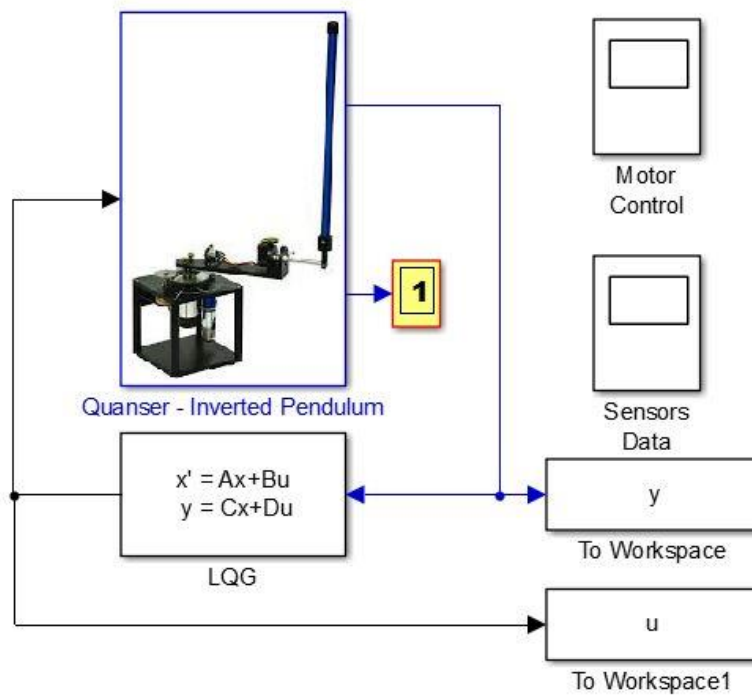 Motor
Control
1
Quanser - Inverted Pendulum
Sensors
Data
x' = Ax+Bu
y = Cx+Du
y
LQG
To Workspace
u
To Workspace1